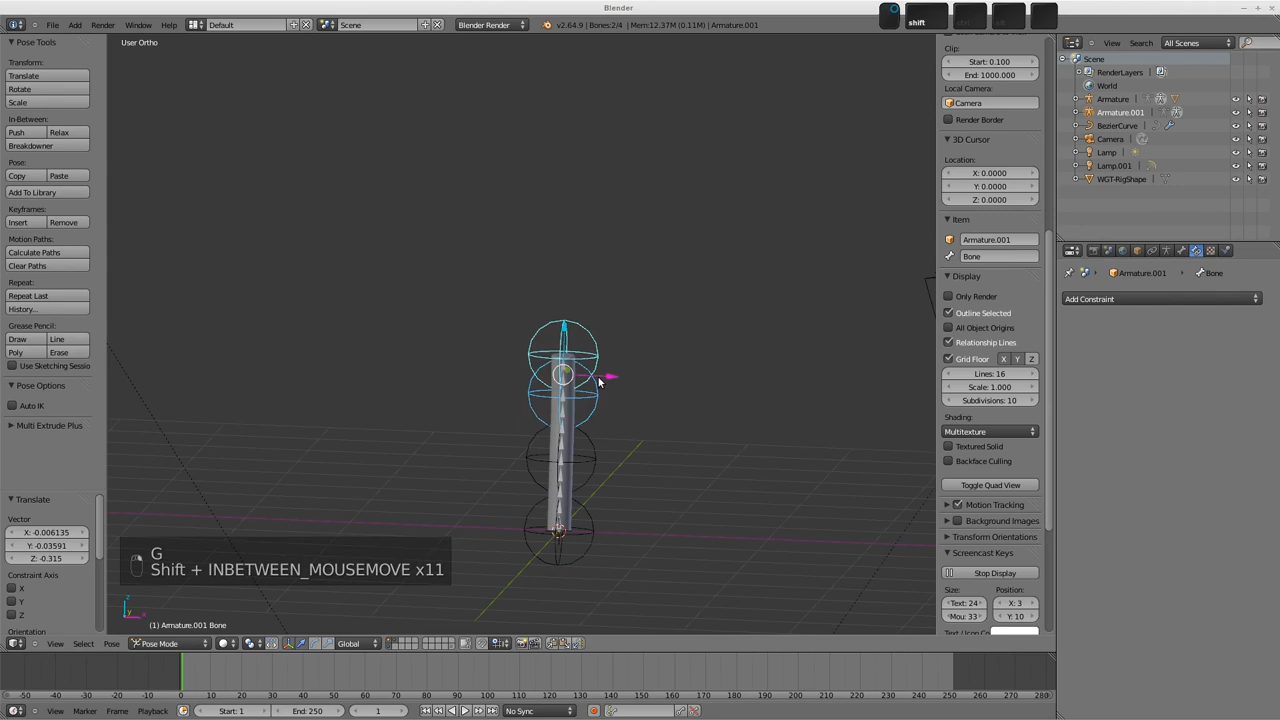 Blender
File Add Render Window Help
Default
Scene
Blender Render
v2.64.9 | Bones:2/4 | Mem:12.37M (0.11M) | Armature.001
shift
Pose Tools
Transform:
Translate
Rotate
Scale
In-Between:
Push Relax
Breakdowner
Pose:
Copy Paste
Add To Library
Keyframes:
Insert Remove
Motion Paths:
Calculate Paths
Clear Paths
Repeat:
Repeat Last
History...
Grease Pencil:
Draw Line
Poly Erase
Use Sketching Sessio
Pose Options
Auto IK
Multi Extrude Plus
Translate
Vector
X: -0.006135
Y: -0.03591
Z: -0.315
Constraint Axis
X
Y
Z
Orientation
User Ortho
G
Shift + INBETWEEN_MOUSEMOVE x11
(1) Armature.001 Bone
Clip:
Start: 0.100
End: 1000.000
Local Camera:
Camera
Render Border
3D Cursor
Location:
X: 0.0000
Y: 0.0000
Z: 0.0000
Item
Armature.001
Bone
Display
Only Render
Outline Selected
All Object Origins
Relationship Lines
Grid Floor X Y Z
Lines: 16
Scale: 1.000
Subdivisions: 10
Shading:
Multitexture
Textured Solid
Backface Culling
Toggle Quad View
Motion Tracking
Background Images
Transform Orientations
Screencast Keys
Stop Display
Size: Position:
Text: 24 X: 3
Mou: 33 Y: 10
View Search All Scenes
Scene
RenderLayers
World
Armature
Armature.001
BezierCurve
Camera
Lamp
Lamp.001
WGT-RigShape
Armature.001 Bone
Add Constraint
View Select Pose Pose Mode Global
-50 -40 -30 -20 -10 0 10 20 30 40 50 60 70 80 90 100 110 120 130 140 150 160 170 180 190 200 210 220 230 240 250 260 270 280
View Marker Frame Playback Start: 1 End: 250 1 No Sync